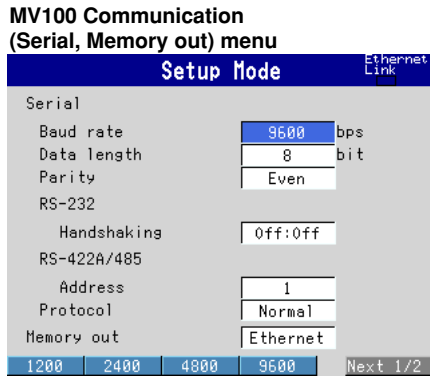 MV100 Communication
(Serial, Memory out) menu
Setup Mode
Ethernet
Link
Serial
Baud rate 9600 bps
Data length 8 bit
Parity Even
RS-232
Handshaking Off:Off
RS-422A/485
Address 1
Protocol Normal
Memory out Ethernet
1200 2400 4800 9600 Next 1/2